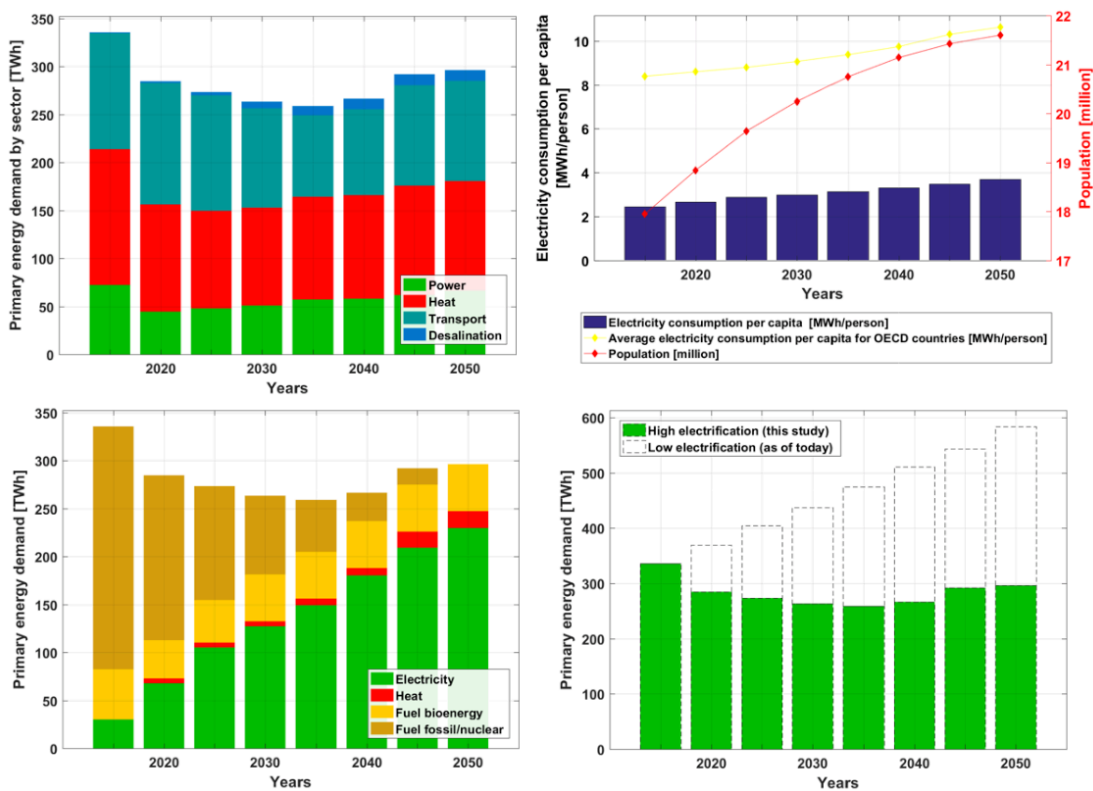 Primary energy demand by sector [TWh]
350
300
250
200
150
100
50
0
Power
Heat
Transport
Desalination
2020
2030
2040
2050
Years
Electricity consumption per capita
[MWh/person]
10
8
6
4
2
0
22
21
20
19
18
17
Population [million]
2020
2030
2040
2050
Years
Electricity consumption per capita [MWh/person]
Average electricity consumption per capita for OECD countries [MWh/person]
Population [million]
Primary energy demand [TWh]
350
300
250
200
150
100
50
0
Electricity
Heat
Fuel bioenergy
Fuel fossil/nuclear
2020
2030
2040
2050
Years
Primary energy demand [TWh]
600
500
400
300
200
100
0
High electrification (this study)
Low electrification (as of today)
2020
2030
2040
2050
Years